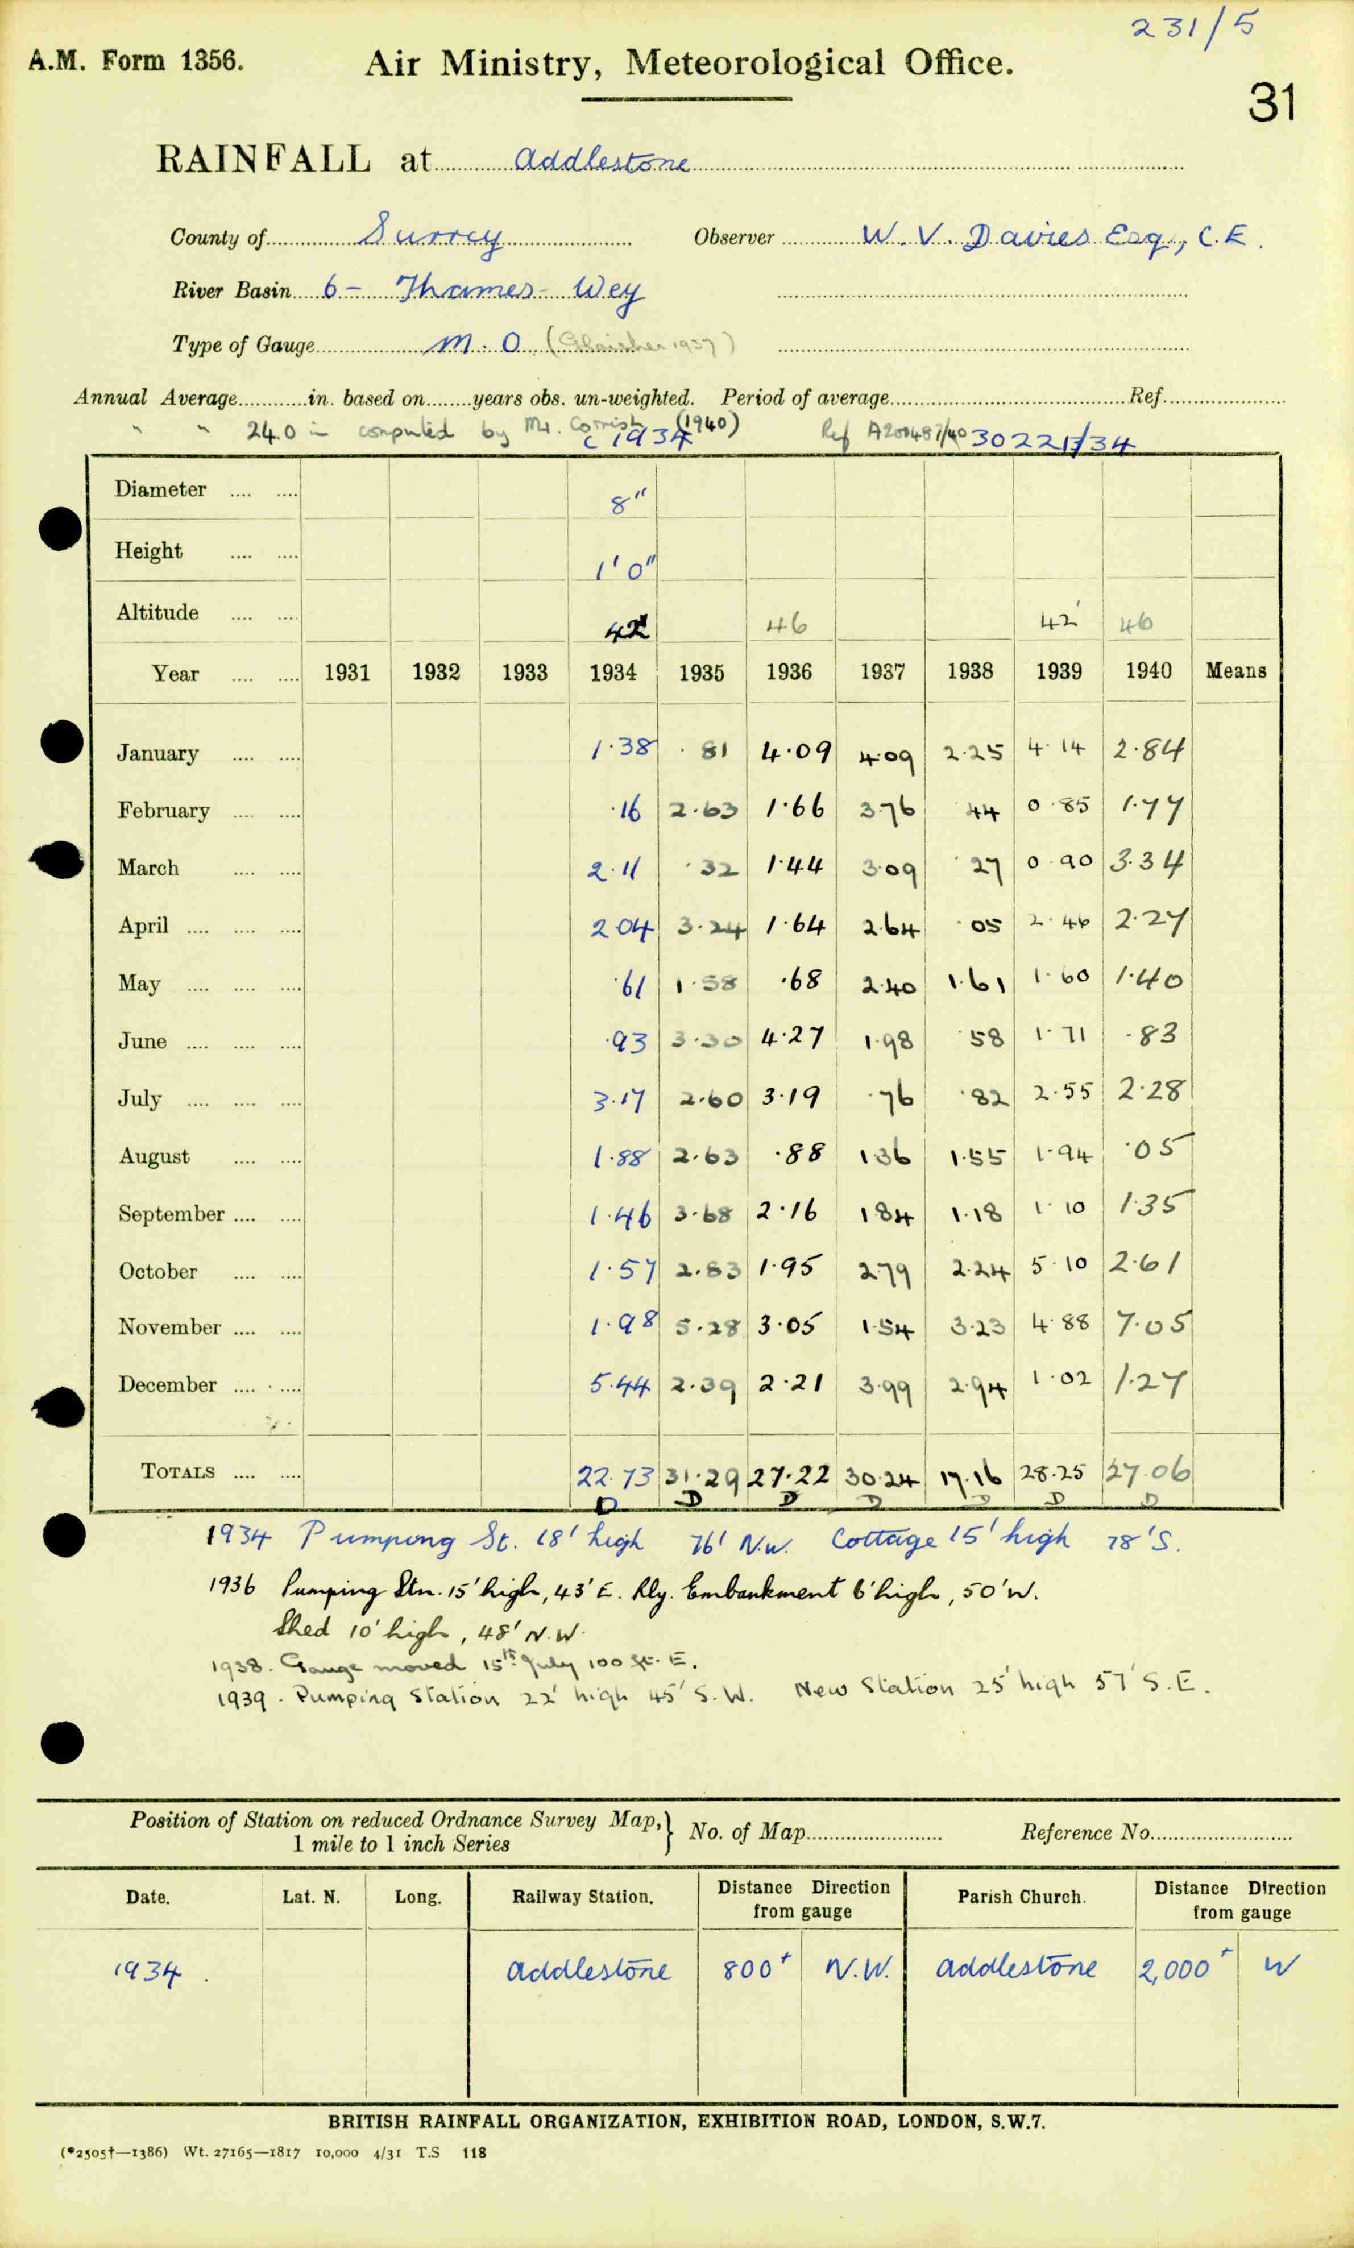 231/5
A.M. Form 1356. Air Ministry, Meteorological Office.
31
RAINFALL at Addlestone
County of Surrey Observer W. V. Davies Esq., C.E.
River Basin 6 - Thames - Wey
Type of Gauge M.O. (Glaisher 1937)
Annual Average in. based on years obs. un-weighted. Period of average Ref.
" " 24.0 in computed by Mr. Cornish (1940) Ref A200487/40 302213/34
c 1934
Diameter 8"
Height 1' 0"
Altitude 42' 46 42' 46
Year 1931 1932 1933 1934 1935 1936 1937 1938 1939 1940 Means
January 1.38 .81 4.09 4.09 2.25 4.14 2.84
February .16 2.63 1.66 3.76 44 0.85 1.77
March 2.11 .32 1.44 3.09 .27 0.90 3.34
April 2.04 3.24 1.64 2.64 .05 2.46 2.27
May .61 1.58 .68 2.40 1.61 1.60 1.40
June .93 3.30 4.27 1.98 .58 1.71 .83
July 3.17 2.60 3.19 .76 .82 2.55 2.28
August 1.88 2.63 .88 1.36 1.55 1.94 .05
September 1.46 3.68 2.16 1.84 1.18 1.10 1.35
October 1.57 2.83 1.95 2.79 2.24 5.10 2.61
November 1.98 5.28 3.05 1.54 3.23 4.88 7.05
December 5.44 2.39 2.21 3.99 2.94 1.02 1.27
TOTALS 22.73 31.29 27.22 30.24 17.16 28.25 27.06
D D D D D D D
1934 Pumping St. 18' high 76' N.W. Cottage 15' high 78' S.
1936 Pumping Stn. 15' high, 43' E. Rly. Embankment 6' high, 50' W.
Shed 10' high, 48' N.W.
1938. Gauge moved 15th July 100 ft. E.
1939. Pumping Station 22' high 45' S.W. New Station 25' high 57' S.E.
Position of Station on reduced Ordnance Survey Map, } No. of Map Reference No.
1 mile to 1 inch Series
Date. Lat. N. Long. Railway Station. Distance Direction from gauge Parish Church. Distance Direction from gauge
1934. Addlestone 800+ N.W. Addlestone 2,000+ W
BRITISH RAINFALL ORGANIZATION, EXHIBITION ROAD, LONDON, S.W.7.
(*2505†—1386) Wt. 27165—1817 10,000 4/31 T.S 118